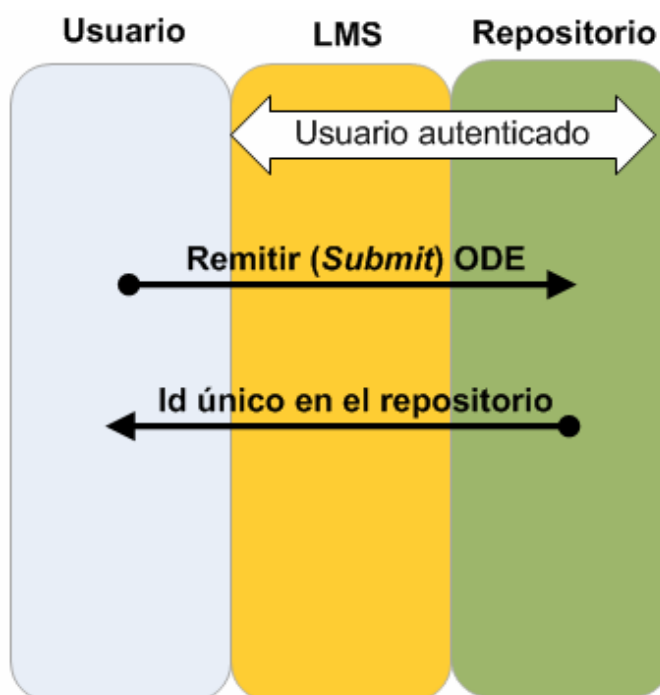 Usuario
LMS
Repositorio
Usuario autenticado
Remitir (Submit) ODE
Id único en el repositorio